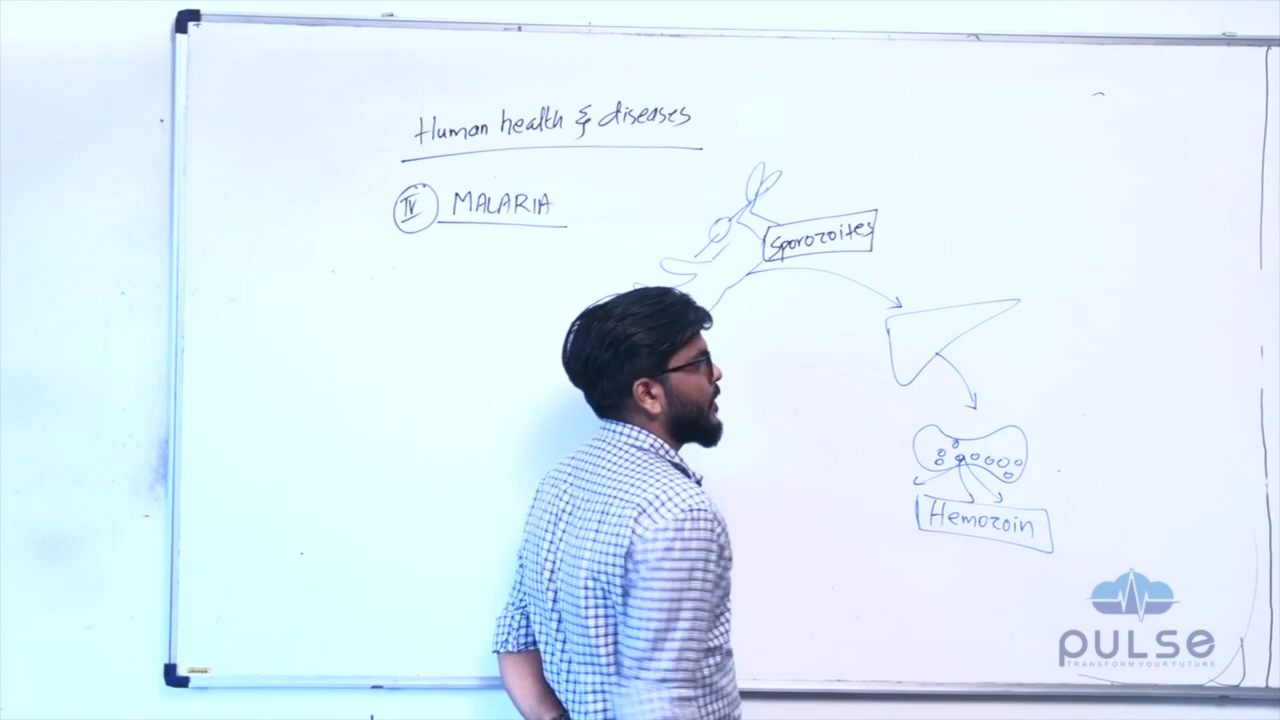 Human health & diseases
IV MALARIA
Sporozoites
Hemozoin
PULSE
TRANSFORM YOUR FUTURE